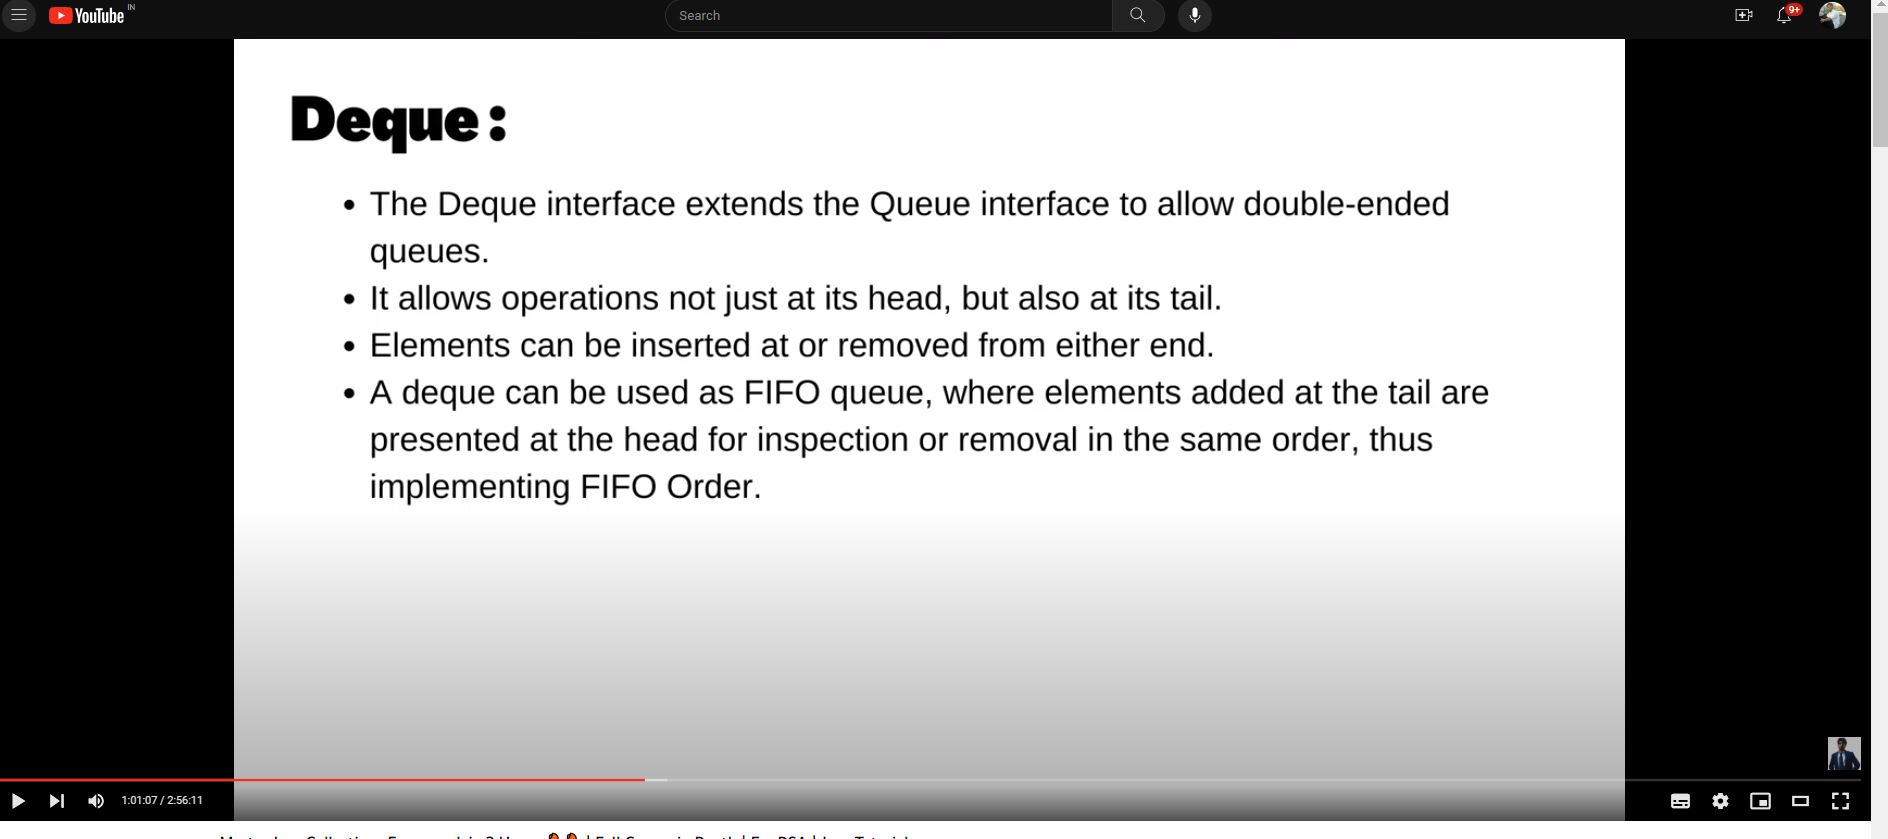 YouTube IN
Search
9+
Deque:
• The Deque interface extends the Queue interface to allow double-ended
queues.
• It allows operations not just at its head, but also at its tail.
• Elements can be inserted at or removed from either end.
• A deque can be used as FIFO queue, where elements added at the tail are
presented at the head for inspection or removal in the same order, thus
implementing FIFO Order.
1:01:07 / 2:56:11